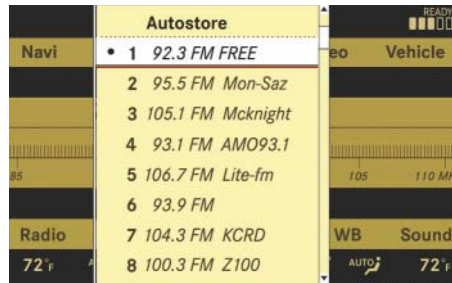 READY
Autostore
Navi
eo Vehicle
• 1 92.3 FM FREE
2 95.5 FM Mon-Saz
3 105.1 FM Mcknight
4 93.1 FM AMO93.1
5 106.7 FM Lite-fm
6 93.9 FM
7 104.3 FM KCRD
8 100.3 FM Z100
85
105
110 MH
Radio
WB Sound
72°F
AUTO
72°F